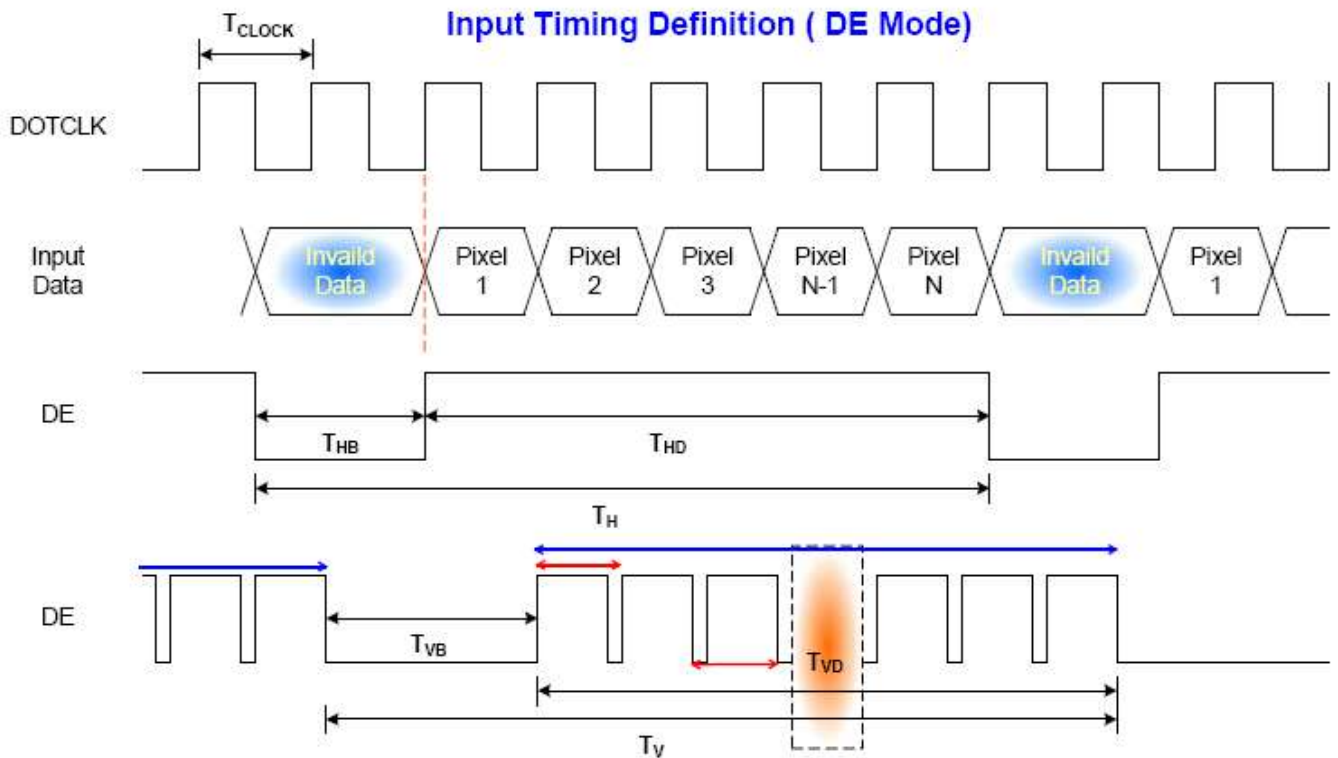 Input Timing Definition ( DE Mode)
TCLOCK
DOTCLK
Input
Data
Invaild
Data
Pixel
1
Pixel
2
Pixel
3
Pixel
N-1
Pixel
N
Invaild
Data
Pixel
1
DE
THB
THD
TH
DE
TVB
TVD
TV